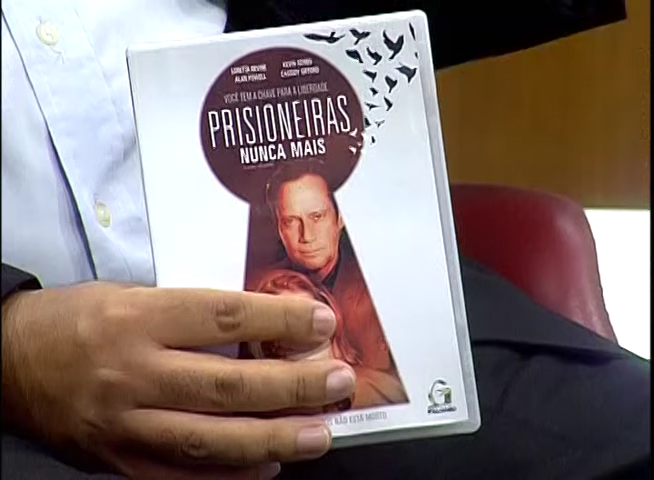 LORETTA DEVINE KEVIN SORBO
ALAN POWELL CASSIDY GIFFORD
VOCÊ TEM A CHAVE PARA A LIBERDADE
PRISIONEIRAS
NUNCA MAIS
NÃO ESTÁ MORTO
G